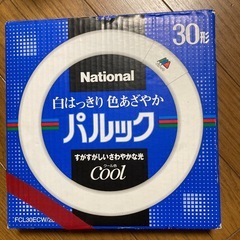 30形
National
白はっきり 色あざやか
パルック
すがすがしいさわやかな光
クール色
Cool